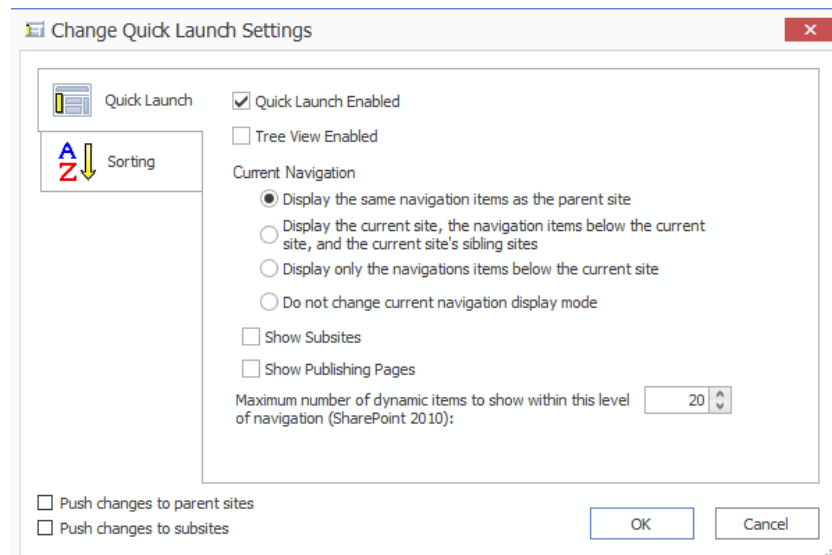 Change Quick Launch Settings
Quick Launch
Sorting
Quick Launch Enabled
Tree View Enabled
Current Navigation
Display the same navigation items as the parent site
Display the current site, the navigation items below the current
site, and the current site's sibling sites
Display only the navigations items below the current site
Do not change current navigation display mode
Show Subsites
Show Publishing Pages
Maximum number of dynamic items to show within this level
of navigation (SharePoint 2010):
20
Push changes to parent sites
Push changes to subsites
OK
Cancel